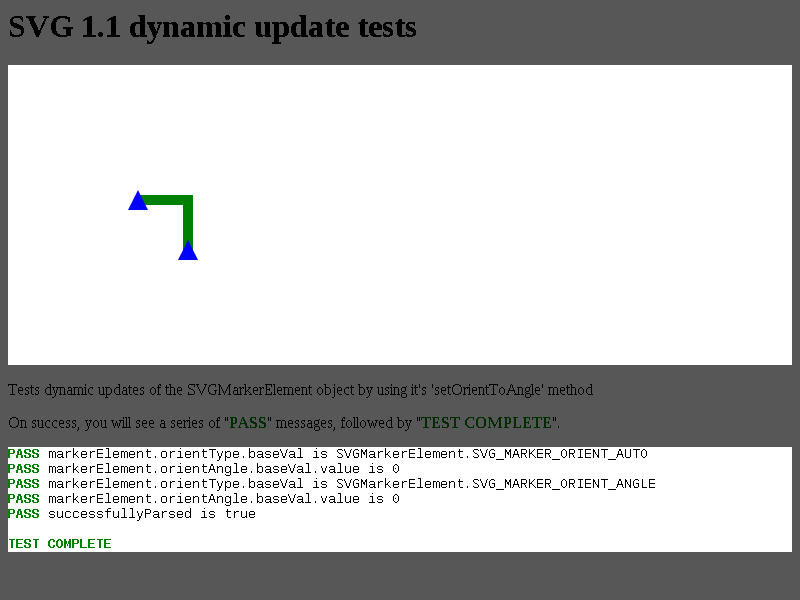 SVG 1.1 dynamic update tests
Tests dynamic updates of the SVGMarkerElement object by using it's 'setOrientToAngle' method
On success, you will see a series of "PASS" messages, followed by "TEST COMPLETE".
PASS markerElement.orientType.baseVal is SVGMarkerElement.SVG_MARKER_ORIENT_AUTO
PASS markerElement.orientAngle.baseVal.value is 0
PASS markerElement.orientType.baseVal is SVGMarkerElement.SVG_MARKER_ORIENT_ANGLE
PASS markerElement.orientAngle.baseVal.value is 0
PASS successfullyParsed is true
TEST COMPLETE